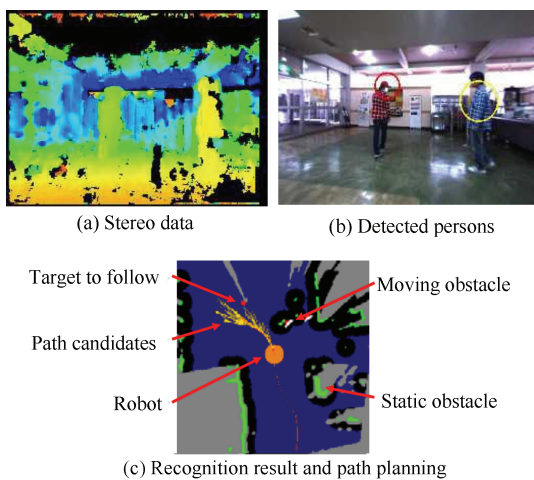 (a) Stereo data
(b) Detected persons
Target to follow
Moving obstacle
Path candidates
Robot
Static obstacle
(c) Recognition result and path planning